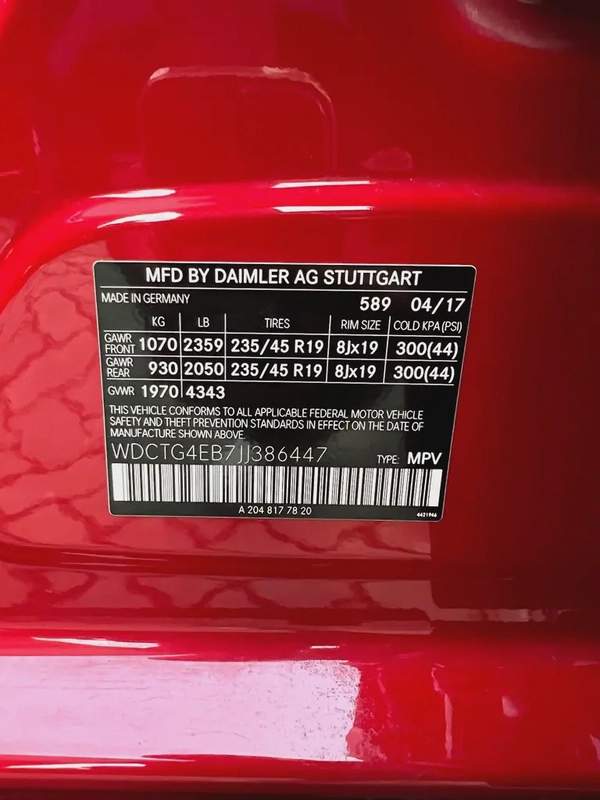 MFD BY DAIMLER AG STUTTGART
MADE IN GERMANY 589 04/17
KG LB TIRES RIM SIZE COLD KPA (PSI)
GAWR FRONT 1070 2359 235/45 R19 8Jx19 300(44)
GAWR REAR 930 2050 235/45 R19 8Jx19 300(44)
GVWR 1970 4343
THIS VEHICLE CONFORMS TO ALL APPLICABLE FEDERAL MOTOR VEHICLE
SAFETY AND THEFT PREVENTION STANDARDS IN EFFECT ON THE DATE OF
MANUFACTURE SHOWN ABOVE.
WDCTG4EB7JJ386447 TYPE: MPV
A 204 817 78 20 4421946